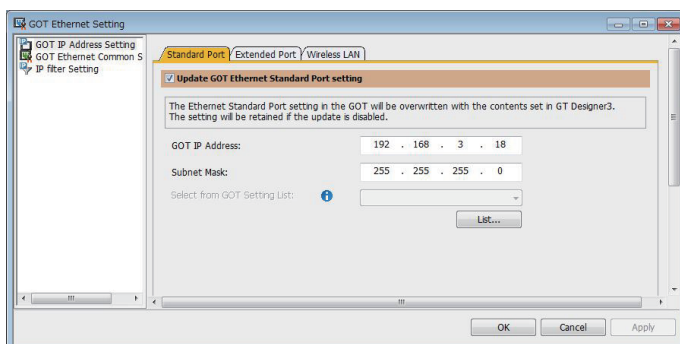 GOT Ethernet Setting
GOT IP Address Setting
GOT Ethernet Common S
IP filter Setting
Standard Port
Extended Port
Wireless LAN
Update GOT Ethernet Standard Port setting
The Ethernet Standard Port setting in the GOT will be overwritten with the contents set in GT Designer3.
The setting will be retained if the update is disabled.
GOT IP Address: 192 . 168 . 3 . 18
Subnet Mask: 255 . 255 . 255 . 0
Select from GOT Setting List:
List...
OK Cancel Apply